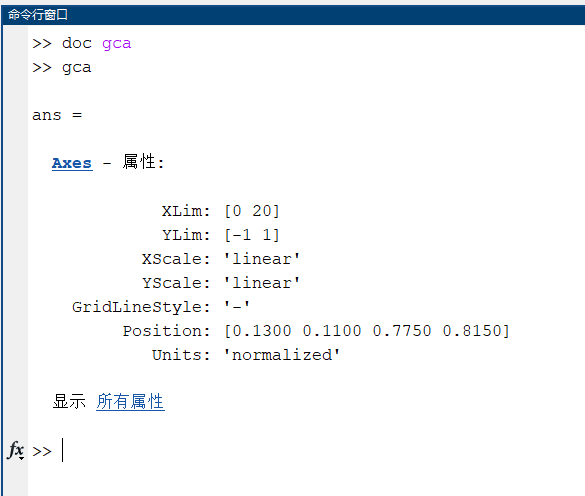 命令行窗口
>> doc gca
>> gca
ans =
Axes - 属性:
XLim: [0 20]
YLim: [-1 1]
XScale: 'linear'
YScale: 'linear'
GridLineStyle: '-'
Position: [0.1300 0.1100 0.7750 0.8150]
Units: 'normalized'
显示 所有属性
fx >>